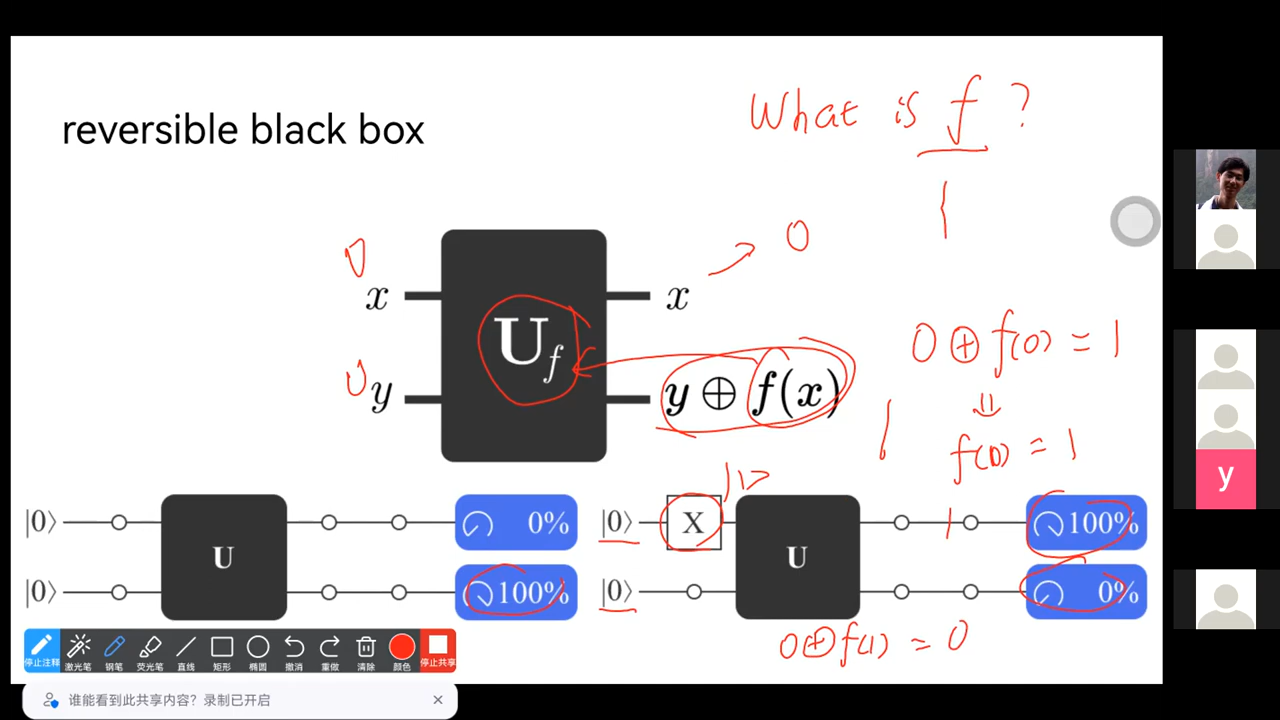 What is f ?
reversible black box
0
0
x
x
U_f
0 ⊕ f(0) = 1
0
y
y ⊕ f(x)
⇓
1
f(0) = 1
|1>
|0⟩
U
0%
|0⟩
X
U
1
100%
|0⟩
100%
|0⟩
0%
y
0⊕f(1) = 0
停止注释
激光笔
钢笔
荧光笔
直线
矩形
椭圆
撤消
重做
清除
颜色
停止共享
谁能看到此共享内容？录制已开启